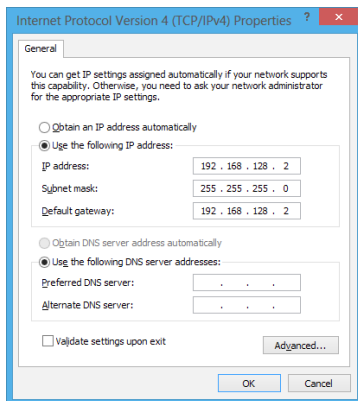 Internet Protocol Version 4 (TCP/IPv4) Properties ? ×
General
You can get IP settings assigned automatically if your network supports
this capability. Otherwise, you need to ask your network administrator
for the appropriate IP settings.
Obtain an IP address automatically
Use the following IP address:
IP address: 192 . 168 . 128 . 2
Subnet mask: 255 . 255 . 255 . 0
Default gateway: 192 . 168 . 128 . 2
Obtain DNS server address automatically
Use the following DNS server addresses:
Preferred DNS server: . . .
Alternate DNS server: . . .
Validate settings upon exit
Advanced...
OK Cancel